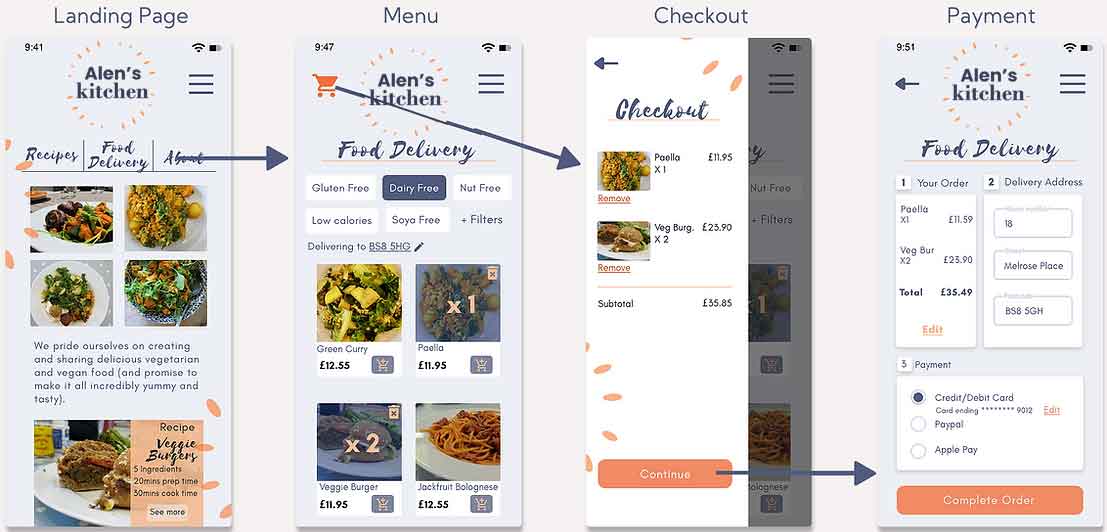 Landing Page
9:41
Alen's
kitchen
Recipes
Food
Delivery
About
We pride ourselves on creating
and sharing delicious vegetarian
and vegan food (and promise to
make it all incredibly yummy and
tasty).
Recipe
Veggie
Burgers
5 Ingredients
20mins prep time
30mins cook time
See more
Menu
9:47
Alen's
kitchen
Food Delivery
Gluten Free
Dairy Free
Nut Free
Low calories
Soya Free
+ Filters
Delivering to BS8 5HG
x 1
Green Curry
£12.55
Paella
£11.95
x 2
Veggie Burger
£11.95
Jackfruit Bolognese
£12.55
Checkout
Checkout
Paella £11.95
X 1
Remove
Veg Burg. £23.90
X 2
Remove
Subtotal £35.85
Continue
Nut Free
+ Filters
Payment
9:51
Alen's
kitchen
Food Delivery
1 Your Order
Paella
X1 £11.59
Veg Bur
X2 £23.90
Total £35.49
Edit
2 Delivery Address
18
Melrose Place
BS8 5GH
3 Payment
Credit/Debit Card
Card ending ******** 9012 Edit
Paypal
Apple Pay
Complete Order